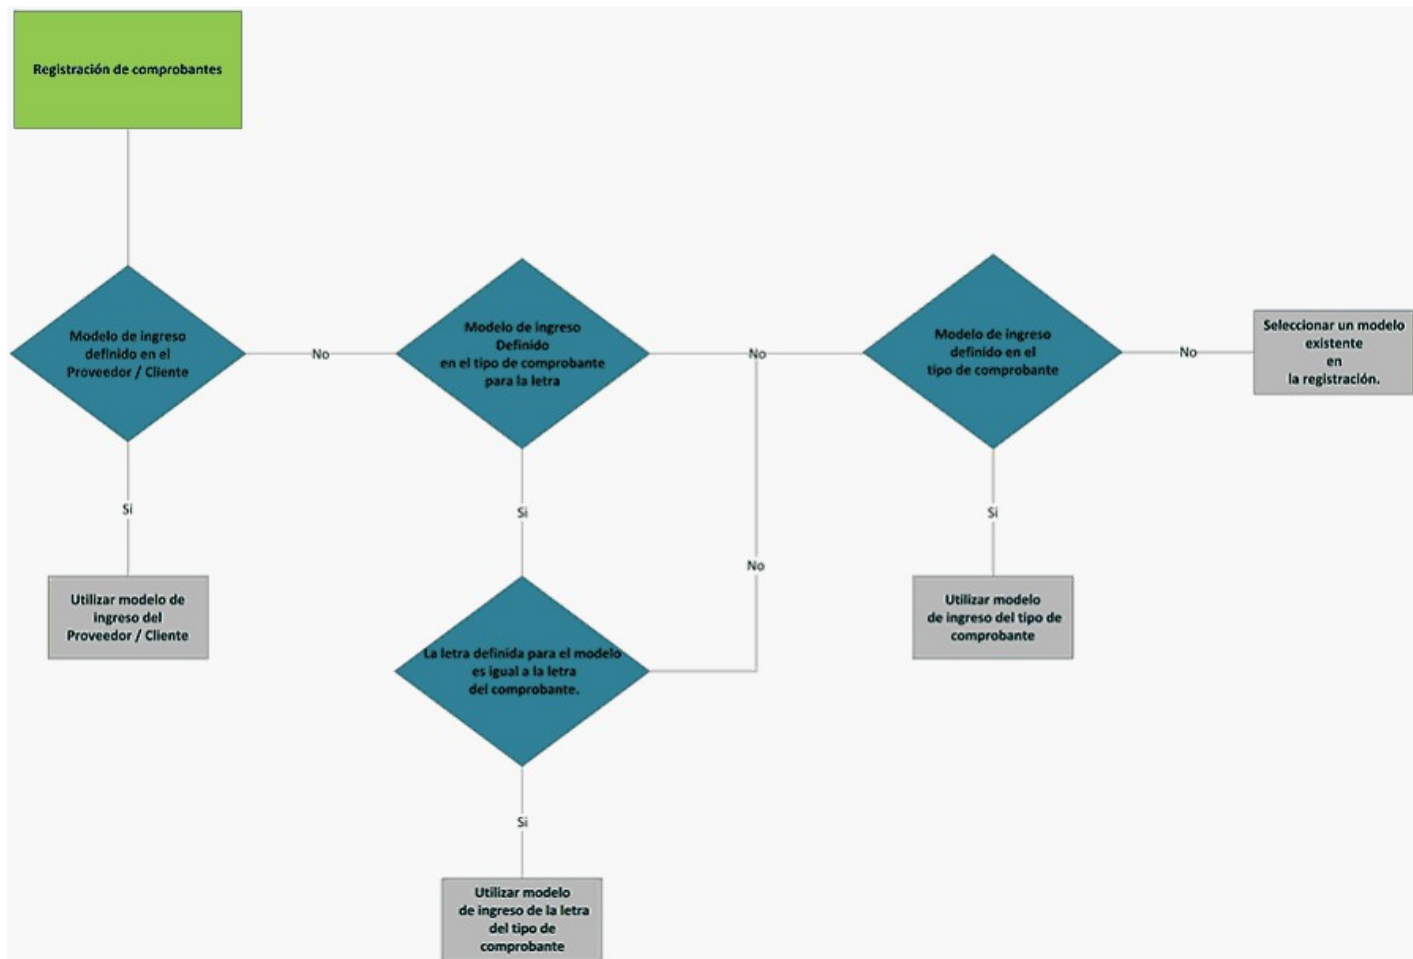 Registración de comprobantes
Modelo de ingreso
definido en el
Proveedor / Cliente
No
Modelo de ingreso
Definido
en el tipo de comprobante
para la letra
No
Modelo de ingreso
definido en el
tipo de comprobante
No
Seleccionar un modelo
existente
en
la registración.
Si
Si
Si
No
Utilizar modelo de
ingreso del
Proveedor / Cliente
Utilizar modelo
de ingreso del tipo de
comprobante
La letra definida para el modelo
es igual a la letra
del comprobante.
Si
Utilizar modelo
de ingreso de la letra
del tipo de
comprobante